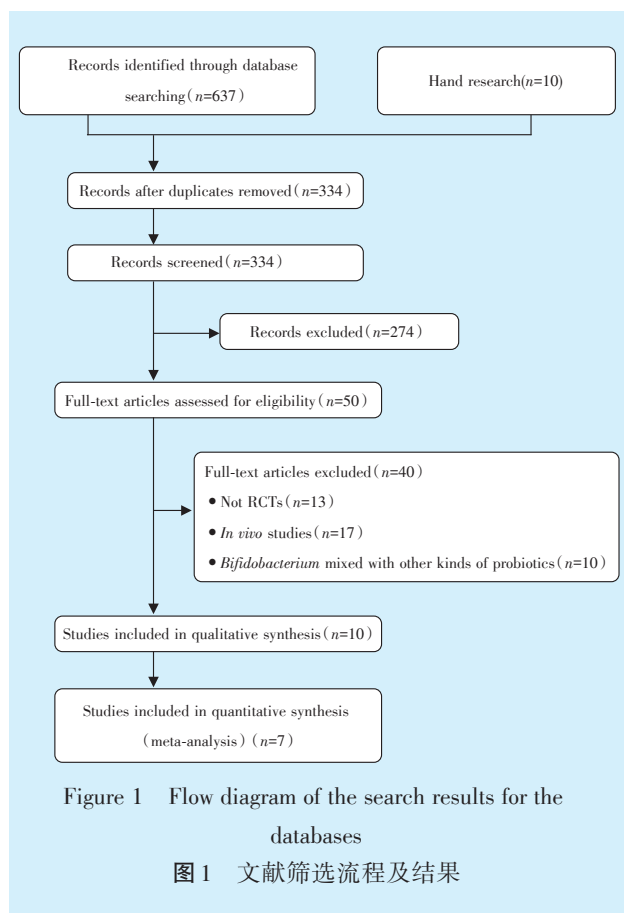 Records identified through database
searching(n=637)
Hand research(n=10)
Records after duplicates removed(n=334)
Records screened(n=334)
Records excluded(n=274)
Full-text articles assessed for eligibility(n=50)
Full-text articles excluded(n=40)
●Not RCTs(n=13)
●In vivo studies(n=17)
●Bifidobacterium mixed with other kinds of probiotics(n=10)
Studies included in qualitative synthesis(n=10)
Studies included in quantitative synthesis
(meta-analysis)(n=7)
Figure 1 Flow diagram of the search results for the
databases
图1 文献筛选流程及结果